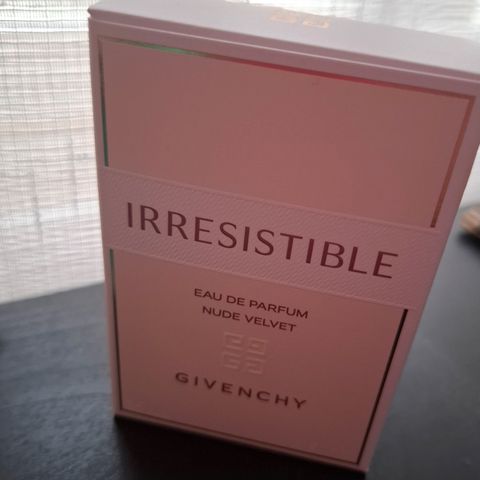 IRRESISTIBLE
EAU DE PARFUM
NUDE VELVET
GIVENCHY